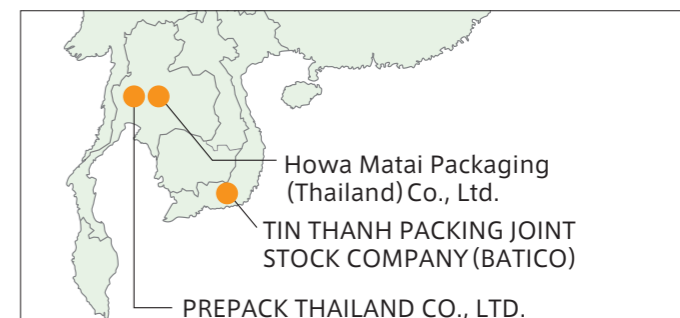 Howa Matai Packaging
(Thailand) Co., Ltd.
TIN THANH PACKING JOINT
STOCK COMPANY (BATICO)
PREPACK THAILAND CO., LTD.